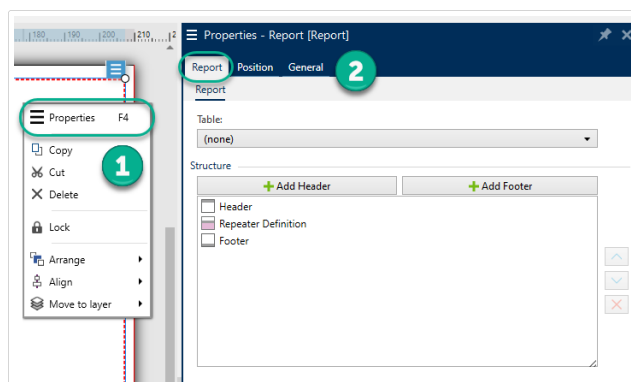 180 190 200 210 2
Properties F4
Copy
Cut
Delete
Lock
Arrange
Align
Move to layer
1
Properties - Report [Report]
Report Position General
2
Report
Table:
(none)
Structure
Add Header Add Footer
Header
Repeater Definition
Footer